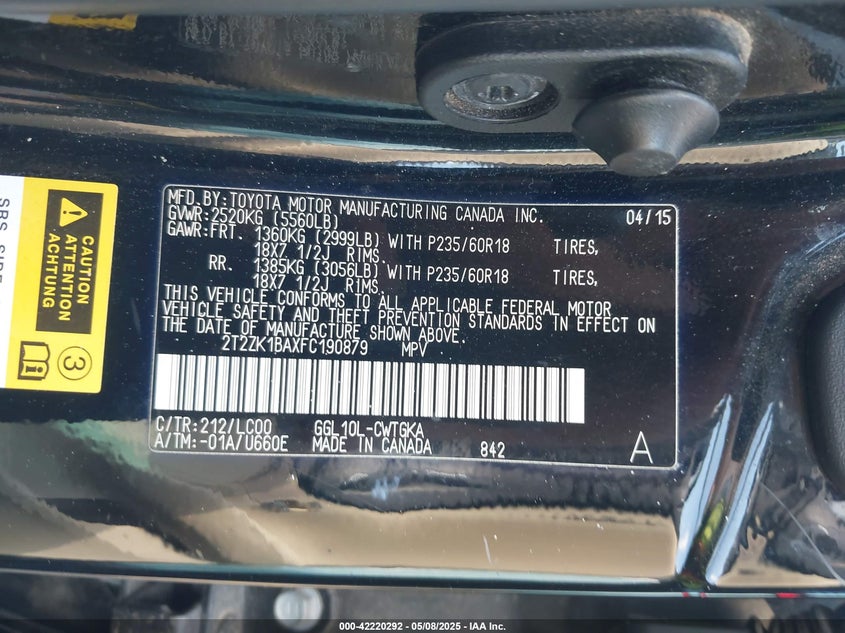 MFD.BY:TOYOTA MOTOR MANUFACTURING CANADA INC. 04/15
GVWR:2520KG (5560LB)
GAWR:FRT. 1360KG (2999LB) WITH P235/60R18 TIRES,
18X7 1/2J RIMS.
RR. 1385KG (3056LB) WITH P235/60R18 TIRES,
18X7 1/2J RIMS.
THIS VEHICLE CONFORMS TO ALL APPLICABLE FEDERAL MOTOR
VEHICLE SAFETY AND THEFT PREVENTION STANDARDS IN EFFECT ON
THE DATE OF MANUFACTURE SHOWN ABOVE.
2T2ZK1BAXFC190879 MPV
C/TR:212/LC00 GGL10L-CWTGKA
A/TM:-01A/U660E MADE IN CANADA 842 A
CAUTION
ATTENTION
ACHTUNG
3
SRS SIDE
000-42220292 - 05/08/2025 - IAA Inc.